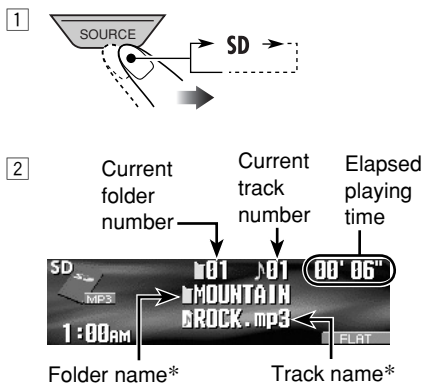 1
SOURCE
SD
2
Current folder number
Current track number
Elapsed playing time
SD
01
01
00' 06"
MP3
MOUNTAIN
ROCK.mp3
1:00AM
FLAT
Folder name*
Track name*